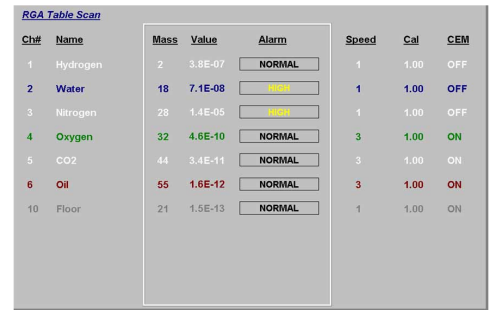 RGA Table Scan
Ch# Name Mass Value Alarm Speed Cal CEM
1 Hydrogen 2 3.8E-07 NORMAL 1 1.00 OFF
2 Water 18 7.1E-08 HIGH 1 1.00 OFF
3 Nitrogen 28 1.4E-05 HIGH 1 1.00 OFF
4 Oxygen 32 4.6E-10 NORMAL 3 1.00 ON
5 CO2 44 3.4E-11 NORMAL 3 1.00 ON
6 Oil 55 1.6E-12 NORMAL 3 1.00 ON
10 Floor 21 1.5E-13 NORMAL 1 1.00 ON